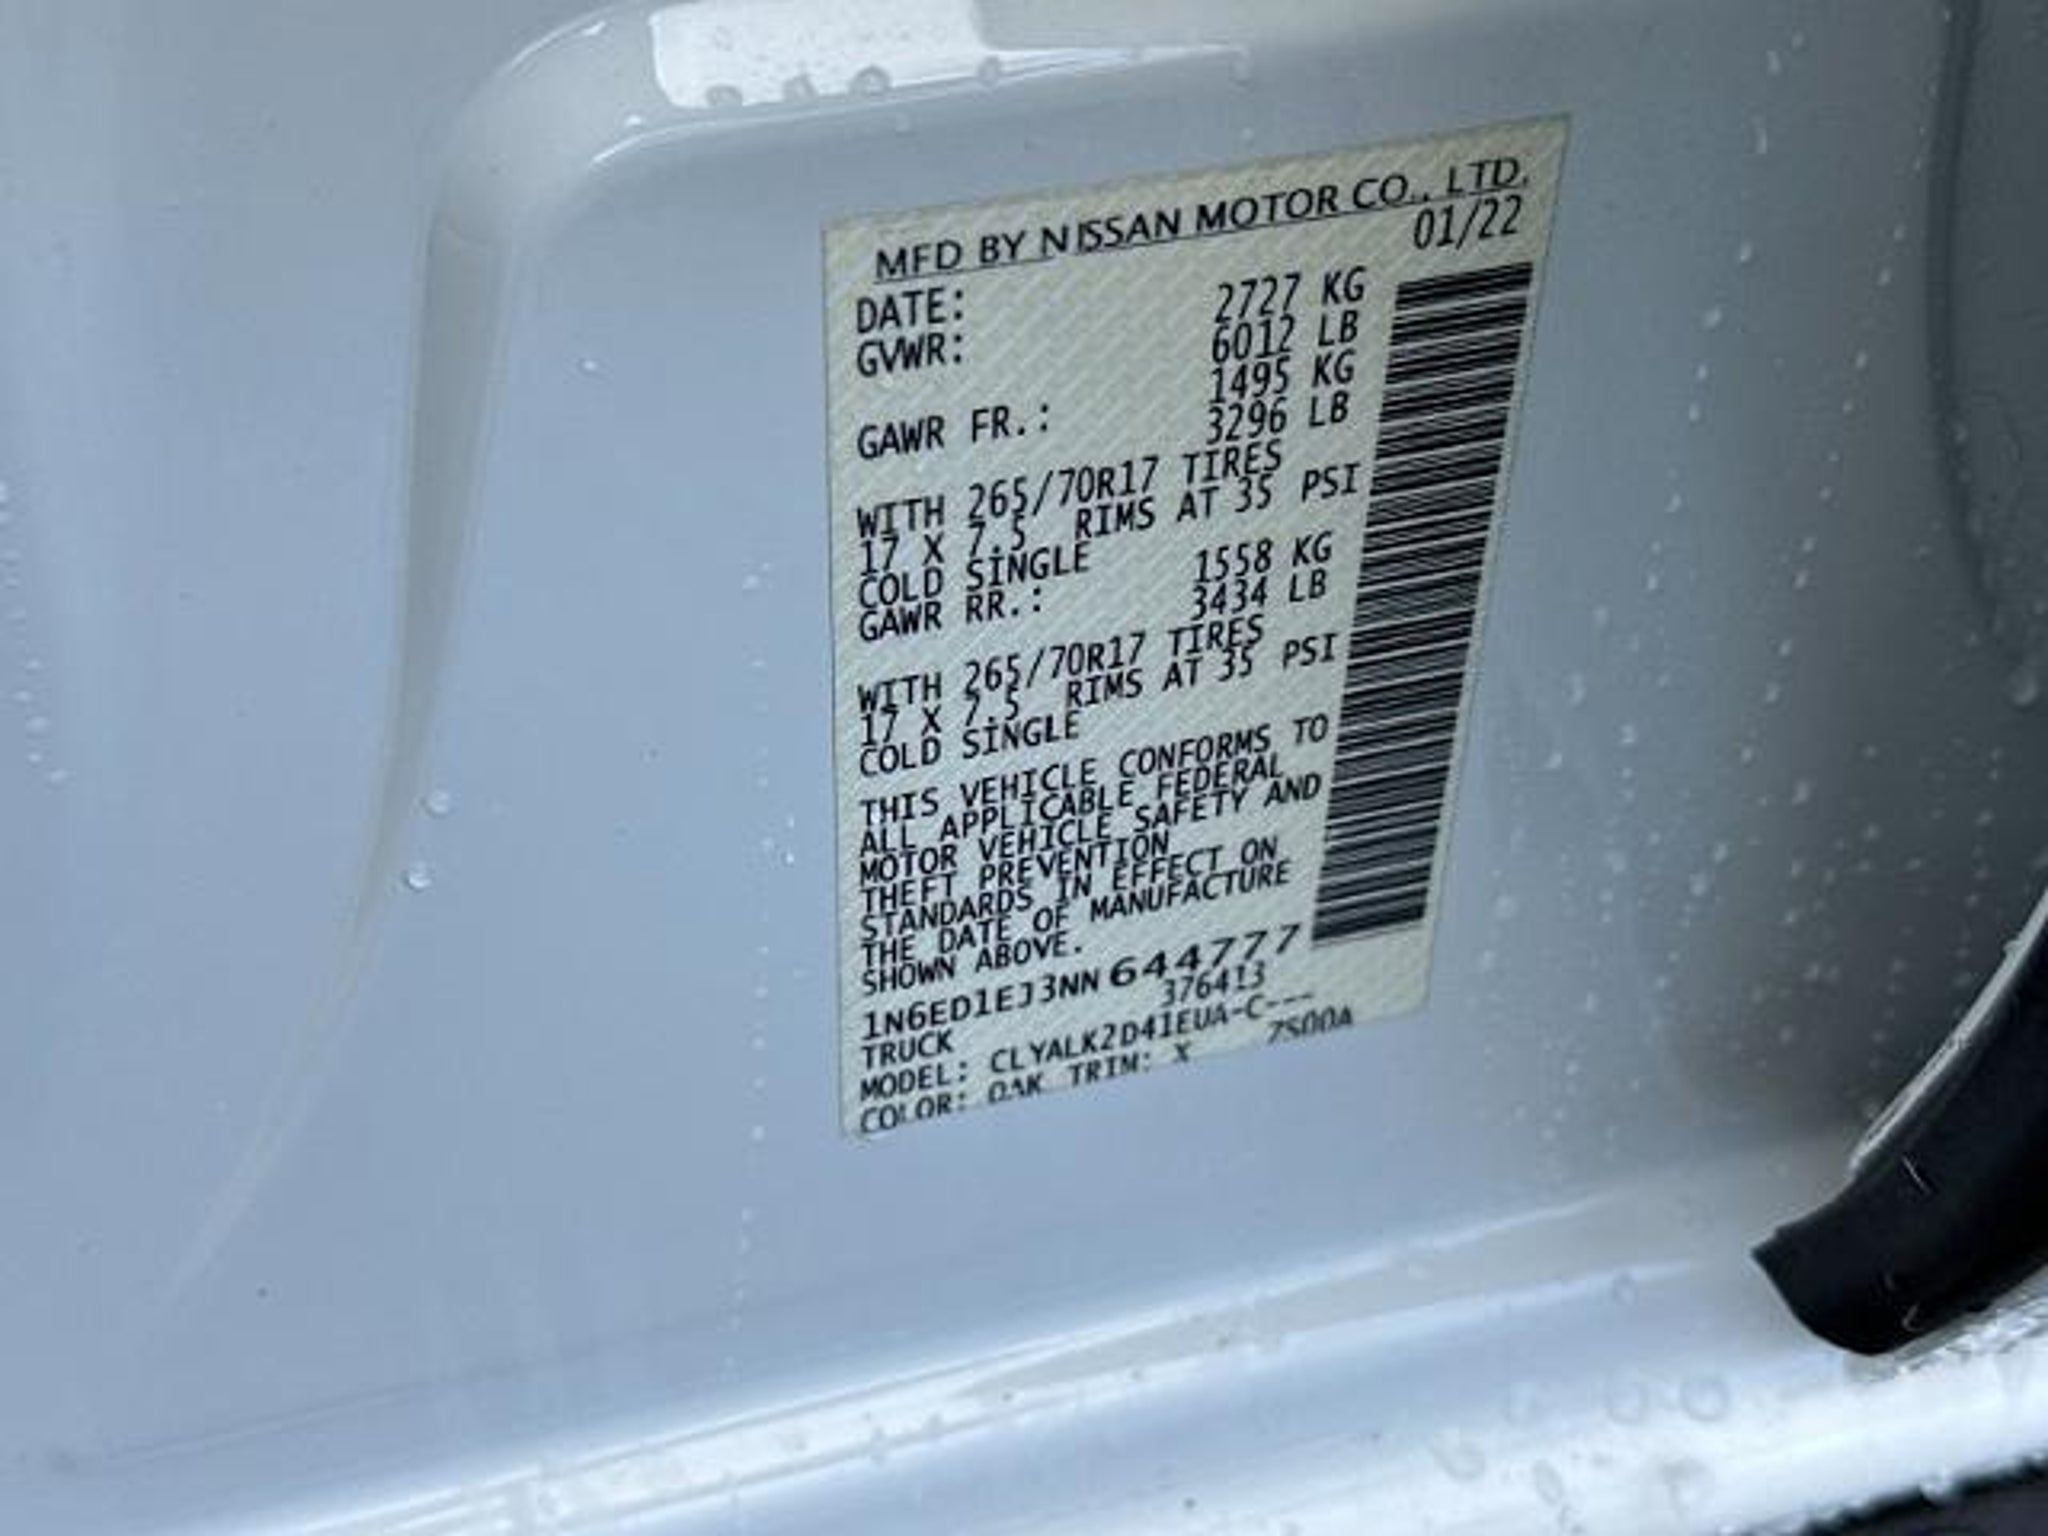 MFD BY NISSAN MOTOR CO., LTD.
DATE: 01/22
GVWR: 2727 KG
6012 LB
GAWR FR.: 1495 KG
3296 LB
WITH 265/70R17 TIRES
17 X 7.5 RIMS AT 35 PSI
COLD SINGLE
GAWR RR.: 1558 KG
3434 LB
WITH 265/70R17 TIRES
17 X 7.5 RIMS AT 35 PSI
COLD SINGLE
THIS VEHICLE CONFORMS TO
ALL APPLICABLE FEDERAL
MOTOR VEHICLE SAFETY AND
THEFT PREVENTION
STANDARDS IN EFFECT ON
THE DATE OF MANUFACTURE
SHOWN ABOVE.
1N6ED1EJ3NN644777
TRUCK 376413
MODEL: CLYALK2D41EUA-C---
COLOR: QAK TRIM: X ZS00A